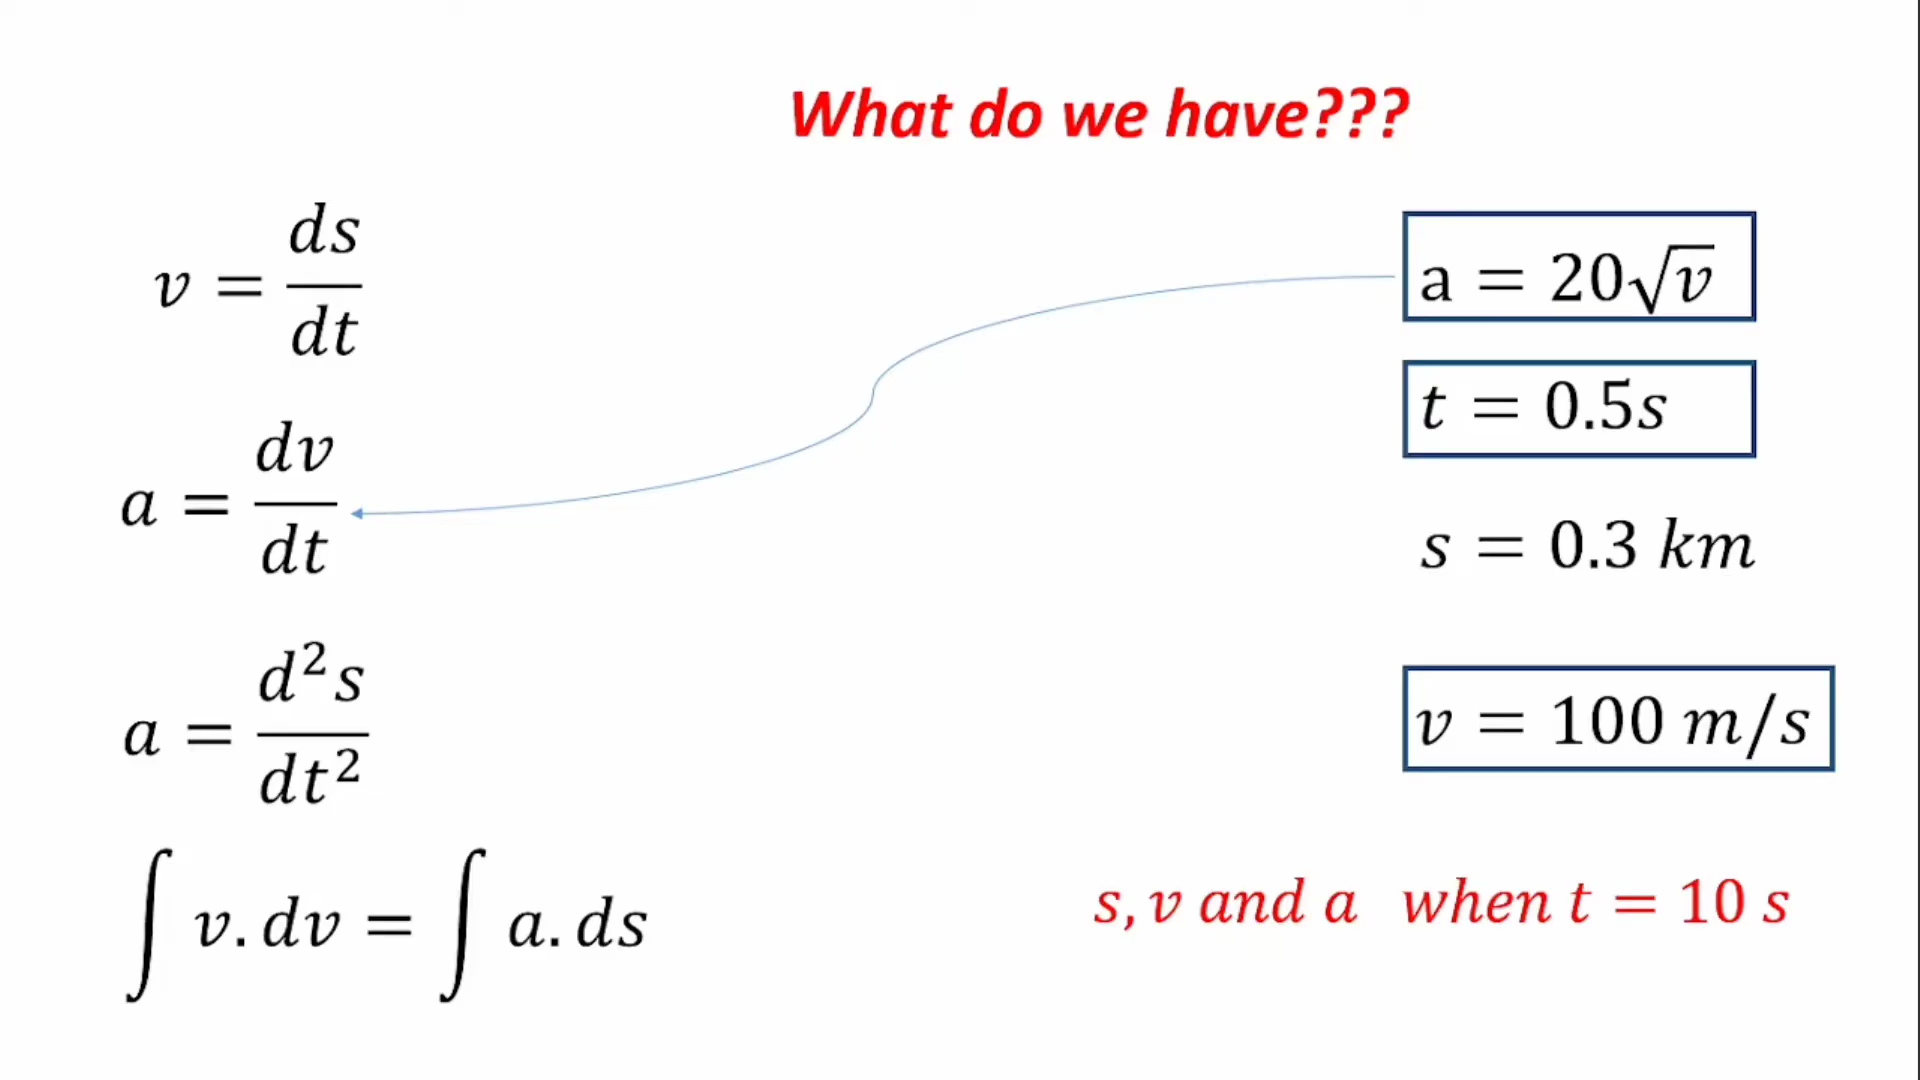 What do we have???
v = ds/dt
a = dv/dt
a = d²s/dt²
∫ v. dv = ∫ a. ds
a = 20√v
t = 0.5s
s = 0.3 km
v = 100 m/s
s, v and a when t = 10 s